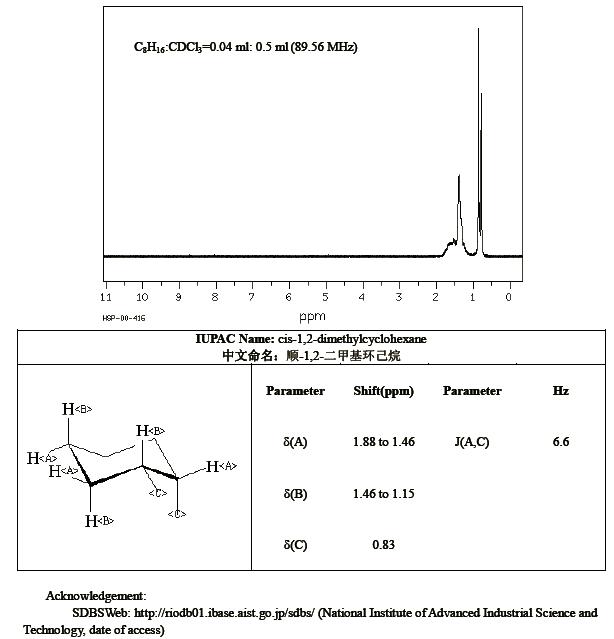 C8H16:CDCl3=0.04 ml: 0.5 ml (89.56 MHz)
11 10 9 8 7 6 5 4 3 2 1 0
HSP-00-416 ppm
IUPAC Name: cis-1,2-dimethylcyclohexane
中文命名：顺-1,2-二甲基环己烷
Parameter Shift(ppm) Parameter Hz
H<B>
H<B>
δ(A) 1.88 to 1.46 J(A,C) 6.6
H<A>
H<A>
H<A>
<C>
δ(B) 1.46 to 1.15
<C>
H<B>
δ(C) 0.83
Acknowledgement:
SDBSWeb: http://riodb01.ibase.aist.go.jp/sdbs/ (National Institute of Advanced Industrial Science and
Technology, date of access)